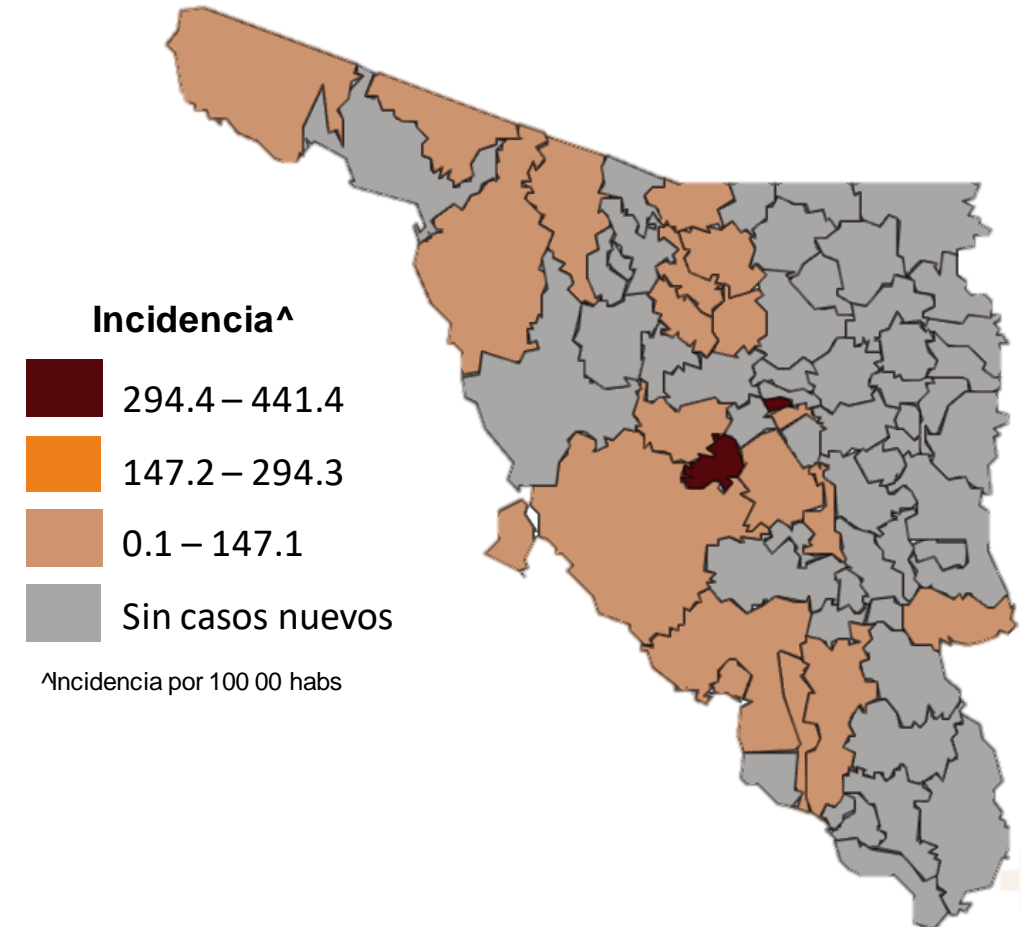 Incidencia^
294.4 – 441.4
147.2 – 294.3
0.1 – 147.1
Sin casos nuevos
^Incidencia por 100 00 habs